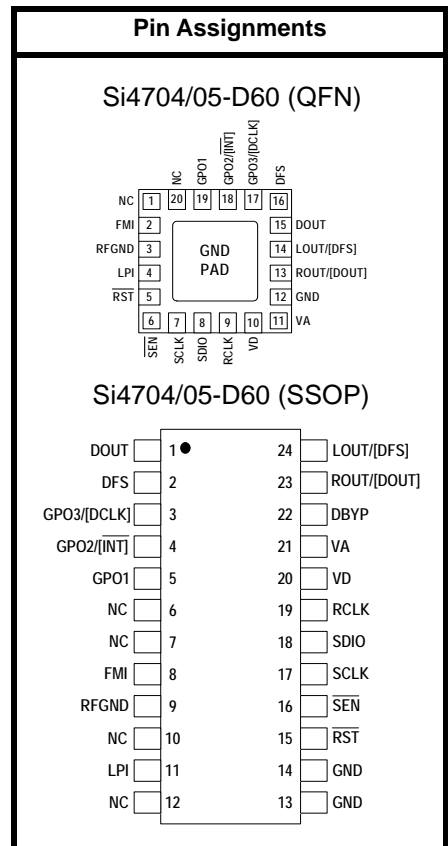 Pin Assignments
Si4704/05-D60 (QFN)
NC
GPO1
GPO2/[INT]
GPO3/[DCLK]
DFS
NC 1 20 19 18 17 16
FMI 2 15 DOUT
RFGND 3 GND PAD 14 LOUT/[DFS]
LPI 4 13 ROUT/[DOUT]
RST 5 12 GND
6 7 8 9 10 11 VA
SEN
SCLK
SDIO
RCLK
VD
Si4704/05-D60 (SSOP)
DOUT 1 24 LOUT/[DFS]
DFS 2 23 ROUT/[DOUT]
GPO3/[DCLK] 3 22 DBYP
GPO2/[INT] 4 21 VA
GPO1 5 20 VD
NC 6 19 RCLK
NC 7 18 SDIO
FMI 8 17 SCLK
RFGND 9 16 SEN
NC 10 15 RST
LPI 11 14 GND
NC 12 13 GND